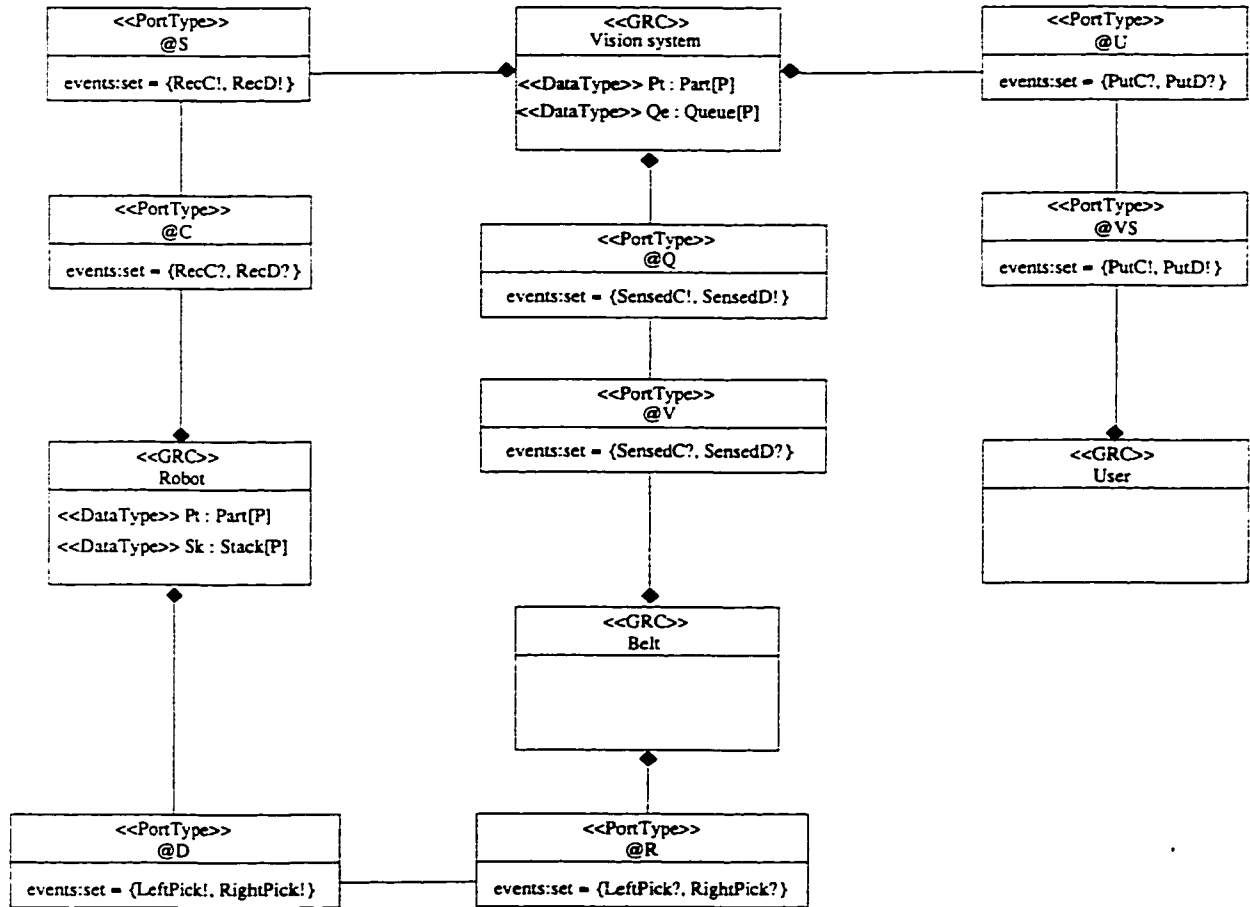 <<PortType>>
@S
events:set = {RecC!, RecD!}
<<GRC>>
Vision system
<<DataType>> Pt : Part[P]
<<DataType>> Qe : Queue[P]
<<PortType>>
@U
events:set = {PutC?, PutD?}
<<PortType>>
@C
events:set = {RecC?, RecD?}
<<PortType>>
@Q
events:set = {SensedC!, SensedD!}
<<PortType>>
@VS
events:set = {PutC!, PutD!}
<<PortType>>
@V
events:set = {SensedC?, SensedD?}
<<GRC>>
Robot
<<DataType>> Pt : Part[P]
<<DataType>> Sk : Stack[P]
<<GRC>>
User
<<GRC>>
Belt
<<PortType>>
@D
events:set = {LeftPick!, RightPick!}
<<PortType>>
@R
events:set = {LeftPick?, RightPick?}